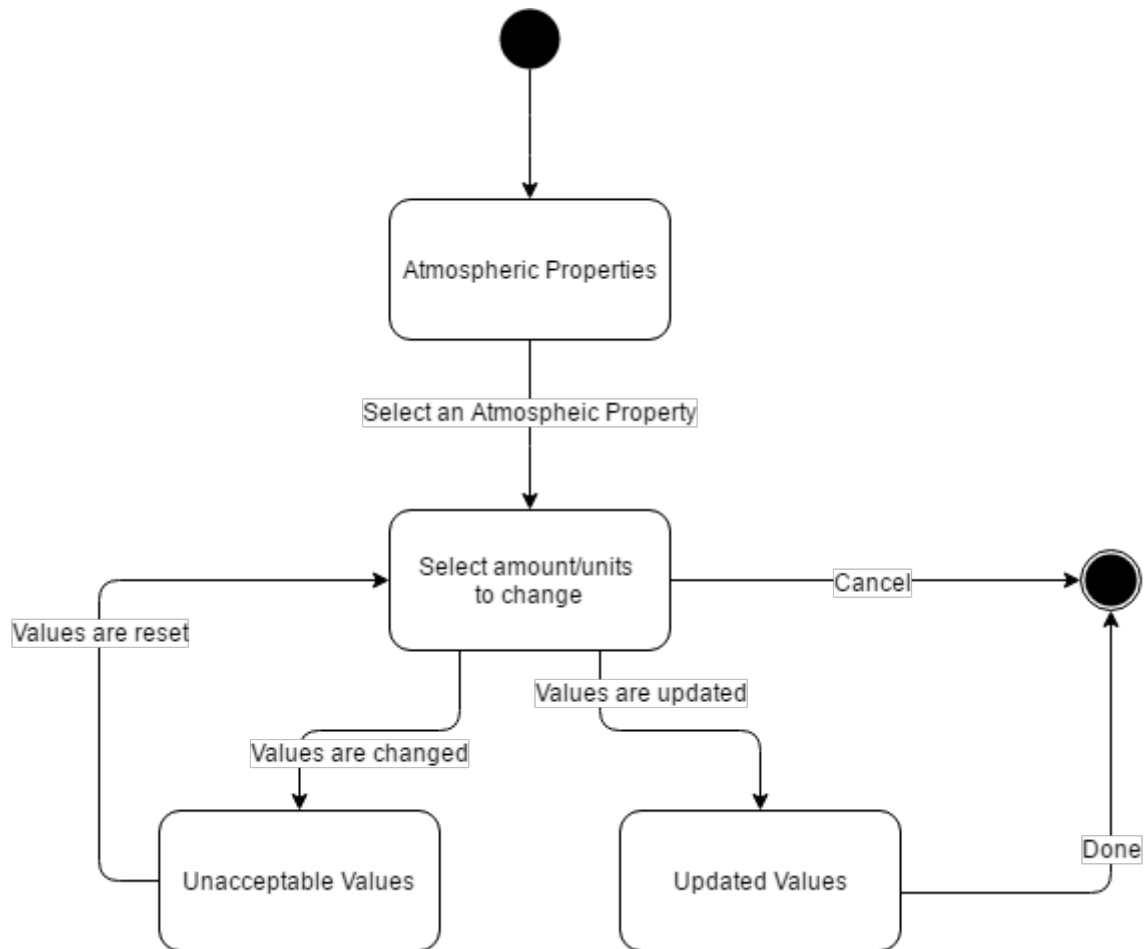 Atmospheric Properties
Select an Atmospheic Property
Select amount/units
to change
Cancel
Values are reset
Values are updated
Values are changed
Done
Unacceptable Values
Updated Values